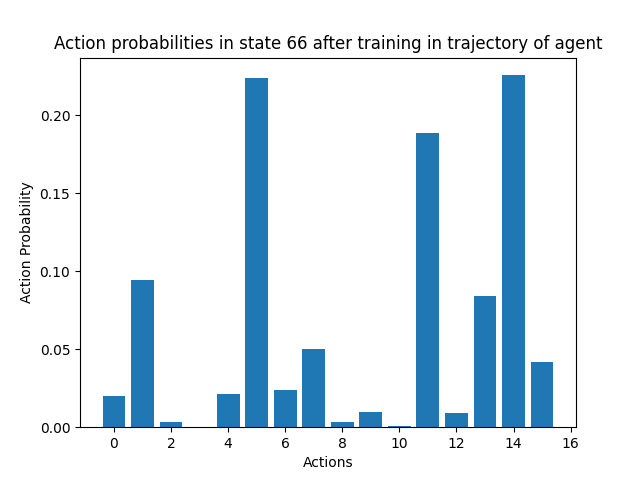 Action probabilities in state 66 after training in trajectory of agent
0.20
0.15
0.10
0.05
0.00
Action Probability
0 2 4 6 8 10 12 14 16
Actions